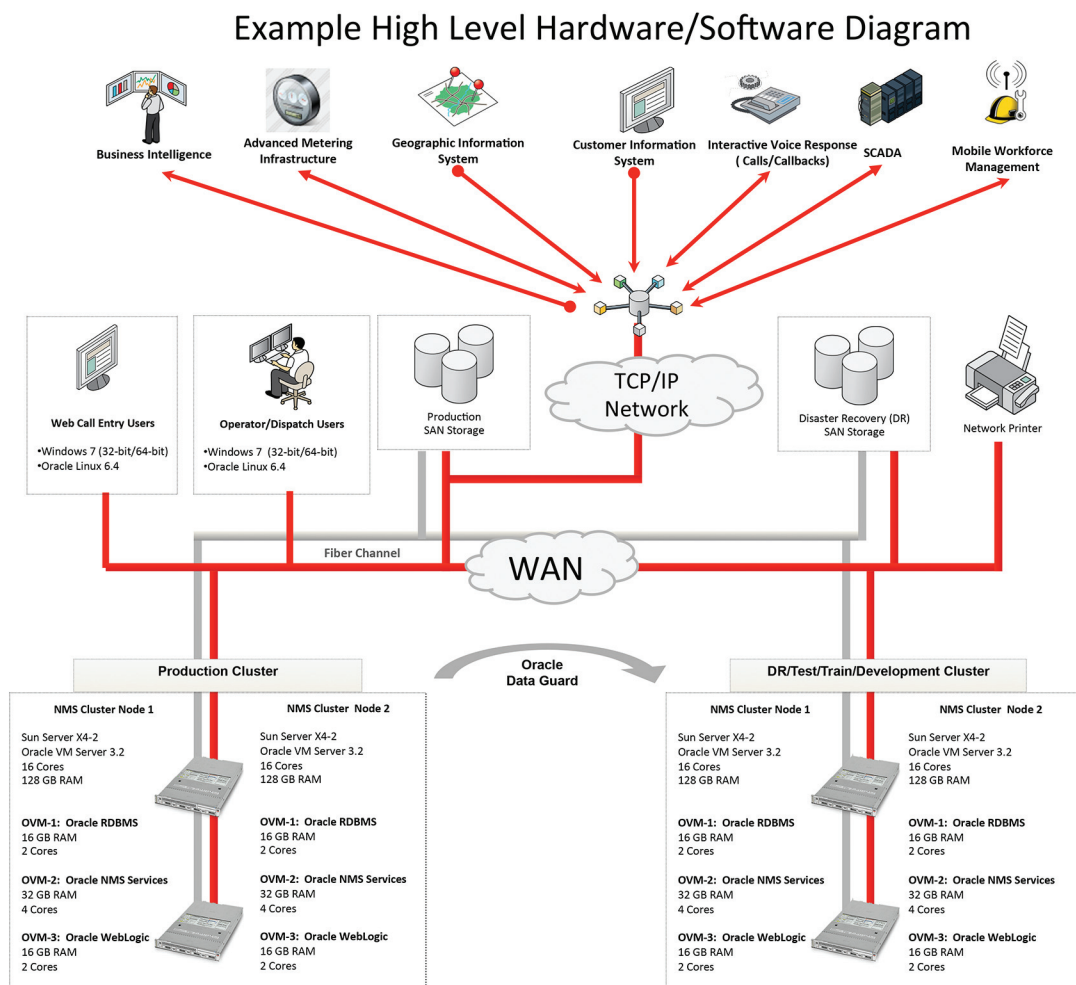 Example High Level Hardware/Software Diagram
Business Intelligence
Advanced Metering
Infrastructure
Geographic Information
System
Customer Information
System
Interactive Voice Response
( Calls/Callbacks)
SCADA
Mobile Workforce
Management
Web Call Entry Users
•Windows 7 (32-bit/64-bit)
•Oracle Linux 6.4
Operator/Dispatch Users
•Windows 7 (32-bit/64-bit)
•Oracle Linux 6.4
Production
SAN Storage
TCP/IP
Network
Disaster Recovery (DR)
SAN Storage
Network Printer
Fiber Channel
WAN
Production Cluster
Oracle
Data Guard
DR/Test/Train/Development Cluster
NMS Cluster Node 1
Sun Server X4-2
Oracle VM Server 3.2
16 Cores
128 GB RAM
OVM-1: Oracle RDBMS
16 GB RAM
2 Cores
OVM-2: Oracle NMS Services
32 GB RAM
4 Cores
OVM-3: Oracle WebLogic
16 GB RAM
2 Cores
NMS Cluster Node 2
Sun Server X4-2
Oracle VM Server 3.2
16 Cores
128 GB RAM
OVM-1: Oracle RDBMS
16 GB RAM
2 Cores
OVM-2: Oracle NMS Services
32 GB RAM
4 Cores
OVM-3: Oracle WebLogic
16 GB RAM
2 Cores
NMS Cluster Node 1
Sun Server X4-2
Oracle VM Server 3.2
16 Cores
128 GB RAM
OVM-1: Oracle RDBMS
16 GB RAM
2 Cores
OVM-2: Oracle NMS Services
32 GB RAM
4 Cores
OVM-3: Oracle WebLogic
16 GB RAM
2 Cores
NMS Cluster Node 2
Sun Server X4-2
Oracle VM Server 3.2
16 Cores
128 GB RAM
OVM-1: Oracle RDBMS
16 GB RAM
2 Cores
OVM-2: Oracle NMS Services
32 GB RAM
4 Cores
OVM-3: Oracle WebLogic
16 GB RAM
2 Cores